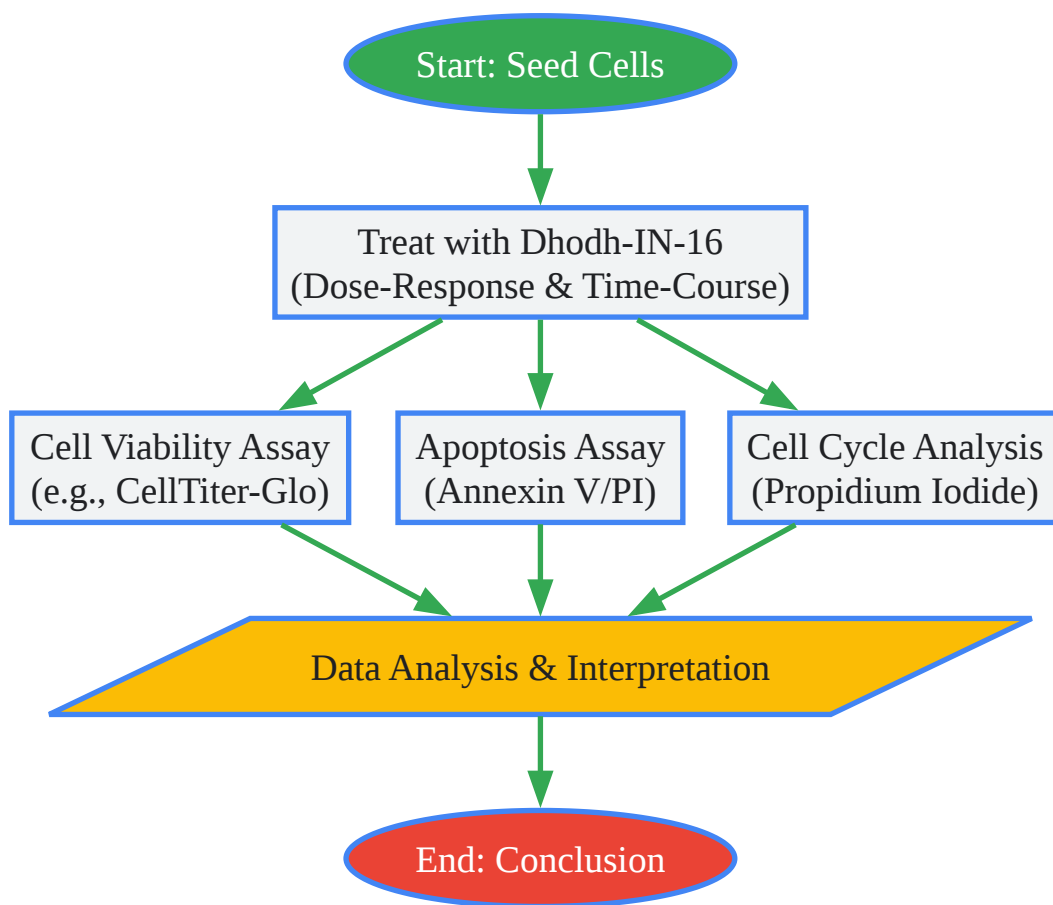 Start: Seed Cells
Treat with Dhodh-IN-16
(Dose-Response & Time-Course)
Cell Viability Assay
(e.g., CellTiter-Glo)
Apoptosis Assay
(Annexin V/PI)
Cell Cycle Analysis
(Propidium Iodide)
Data Analysis & Interpretation
End: Conclusion